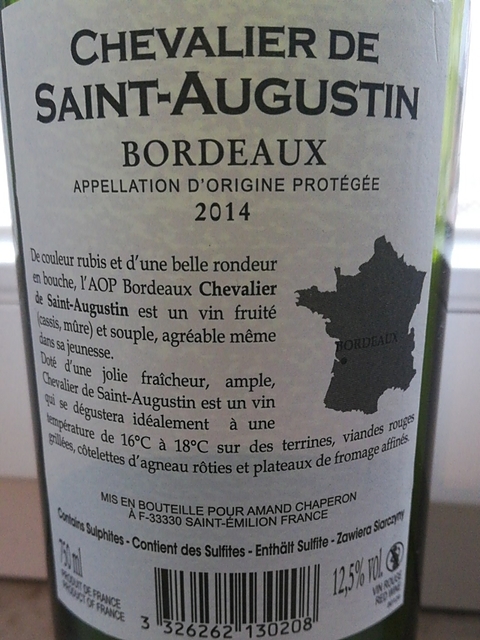 CHEVALIER DE
SAINT-AUGUSTIN
BORDEAUX
APPELLATION D'ORIGINE PROTÉGÉE
2014
De couleur rubis et d'une belle rondeur
en bouche, l'AOP Bordeaux Chevalier
de Saint-Augustin est un vin fruité
(cassis, mûre) et souple, agréable même
dans sa jeunesse.
Doté d'une jolie fraîcheur, ample,
Chevalier de Saint-Augustin est un vin
qui se dégustera idéalement à une
température de 16°C à 18°C sur des terrines, viandes rouges
grillées, côtelettes d'agneau rôties et plateaux de fromage affinés.
BORDEAUX
MIS EN BOUTEILLE POUR AMAND CHAPERON
À F-33330 SAINT-ÉMILION FRANCE
Contains Sulphites - Contient des Sulfites - Enthält Sulfite - Zawiera Siarczyny
750 ml
PRODUIT DE FRANCE
PRODUCT OF FRANCE
3 326262 130208
12,5% vol.
VIN ROUGE
RED WINE